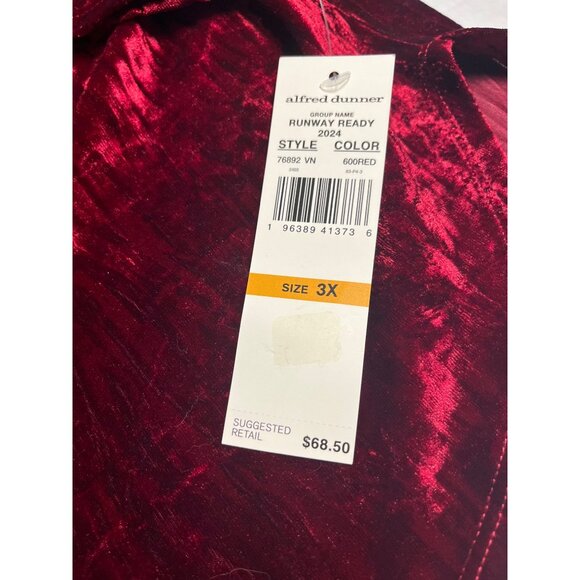 alfred dunner
GROUP NAME
RUNWAY READY
2024
STYLE COLOR
76892 VN 600RED
1 96389 41373 6
SIZE 3X
SUGGESTED
RETAIL $68.50